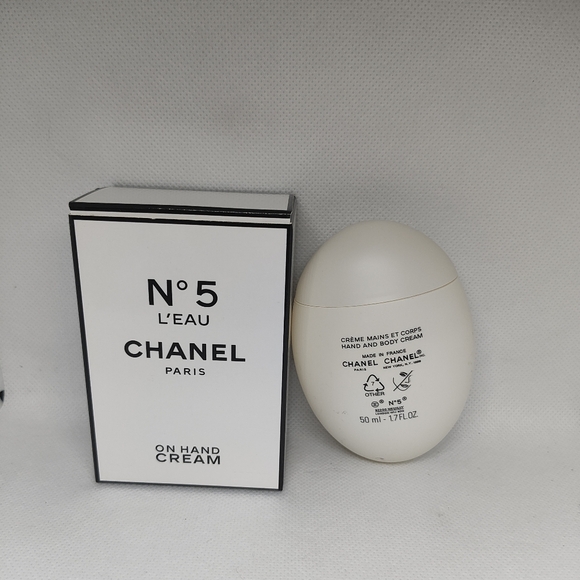 N° 5
L'EAU
CHANEL
PARIS
ON HAND
CREAM
CRÈME MAINS ET CORPS
HAND AND BODY CREAM
MADE IN FRANCE
CHANEL CHANEL®
PARIS NEW YORK, N.Y.
7
OTHER
N°5®
50 ml - 1.7 FL.OZ.